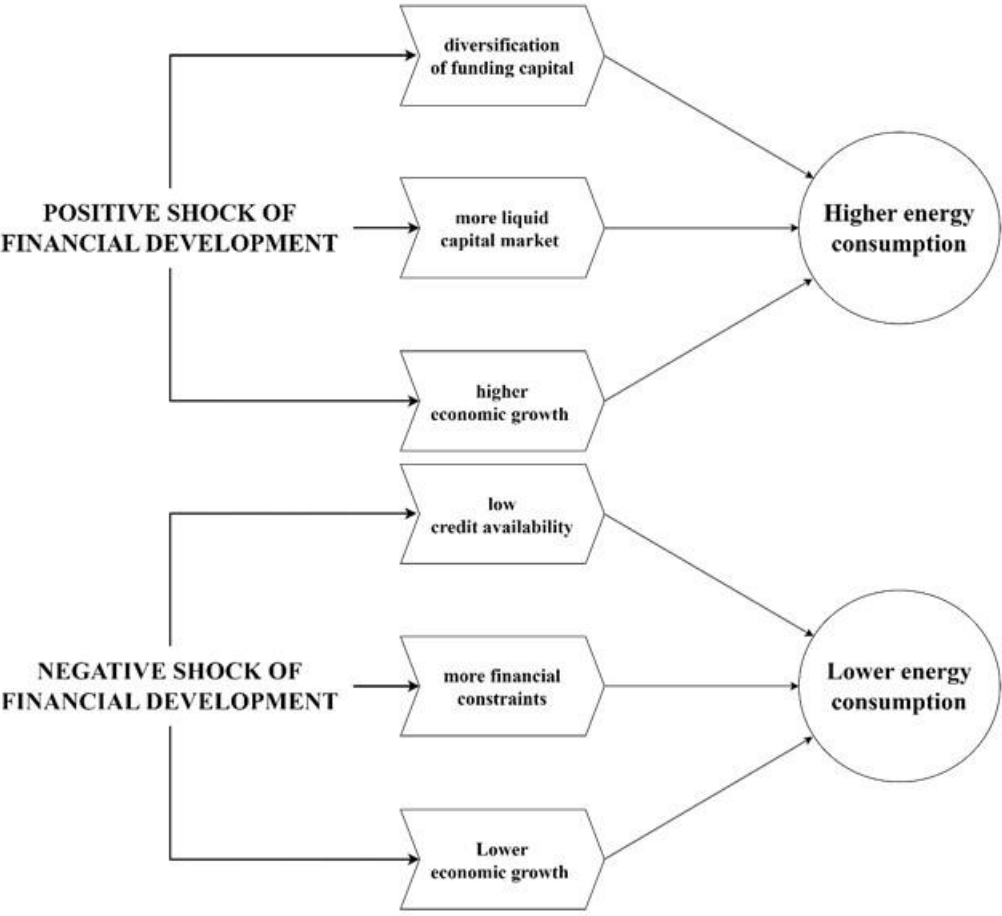 diversification
of funding capital
POSITIVE SHOCK OF
FINANCIAL DEVELOPMENT
more liquid
capital market
Higher energy
consumption
higher
economic growth
low
credit availability
NEGATIVE SHOCK OF
FINANCIAL DEVELOPMENT
more financial
constraints
Lower energy
consumption
Lower
economic growth